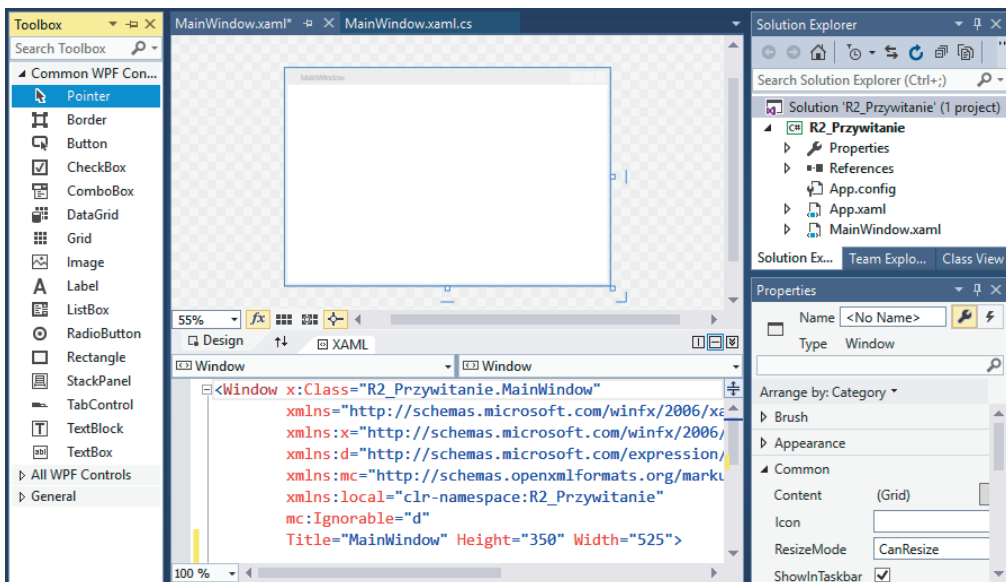 Toolbox
Search Toolbox
Common WPF Con...
Pointer
Border
Button
CheckBox
ComboBox
DataGrid
Grid
Image
Label
ListBox
RadioButton
Rectangle
StackPanel
TabControl
TextBlock
TextBox
All WPF Controls
General
MainWindow.xaml* MainWindow.xaml.cs
MainWindow
55%
Design XAML
Window Window
<Window x:Class="R2_Przywitanie.MainWindow"
xmlns="http://schemas.microsoft.com/winfx/2006/xa
xmlns:x="http://schemas.microsoft.com/winfx/2006/
xmlns:d="http://schemas.microsoft.com/expression/
xmlns:mc="http://schemas.openxmlformats.org/marku
xmlns:local="clr-namespace:R2_Przywitanie"
mc:Ignorable="d"
Title="MainWindow" Height="350" Width="525">
100 %
Solution Explorer
Search Solution Explorer (Ctrl+;)
Solution 'R2_Przywitanie' (1 project)
C# R2_Przywitanie
Properties
References
App.config
App.xaml
MainWindow.xaml
Solution Ex... Team Explo... Class View
Properties
Name <No Name>
Type Window
Arrange by: Category
Brush
Appearance
Common
Content (Grid)
Icon
ResizeMode CanResize
ShowInTaskbar